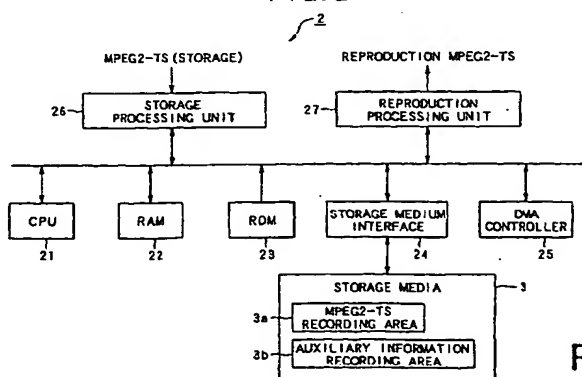 2
MPEG2-TS (STORAGE)
REPRODUCTION MPEG2-TS
26
STORAGE
PROCESSING UNIT
27
REPRODUCTION
PROCESSING UNIT
CPU
RAM
ROM
STORAGE MEDIUM
INTERFACE
DMA
CONTROLLER
21
22
23
24
25
STORAGE MEDIA
3
3a
MPEG2-TS
RECORDING AREA
3b
AUXILIARY INFORMATION
RECORDING AREA